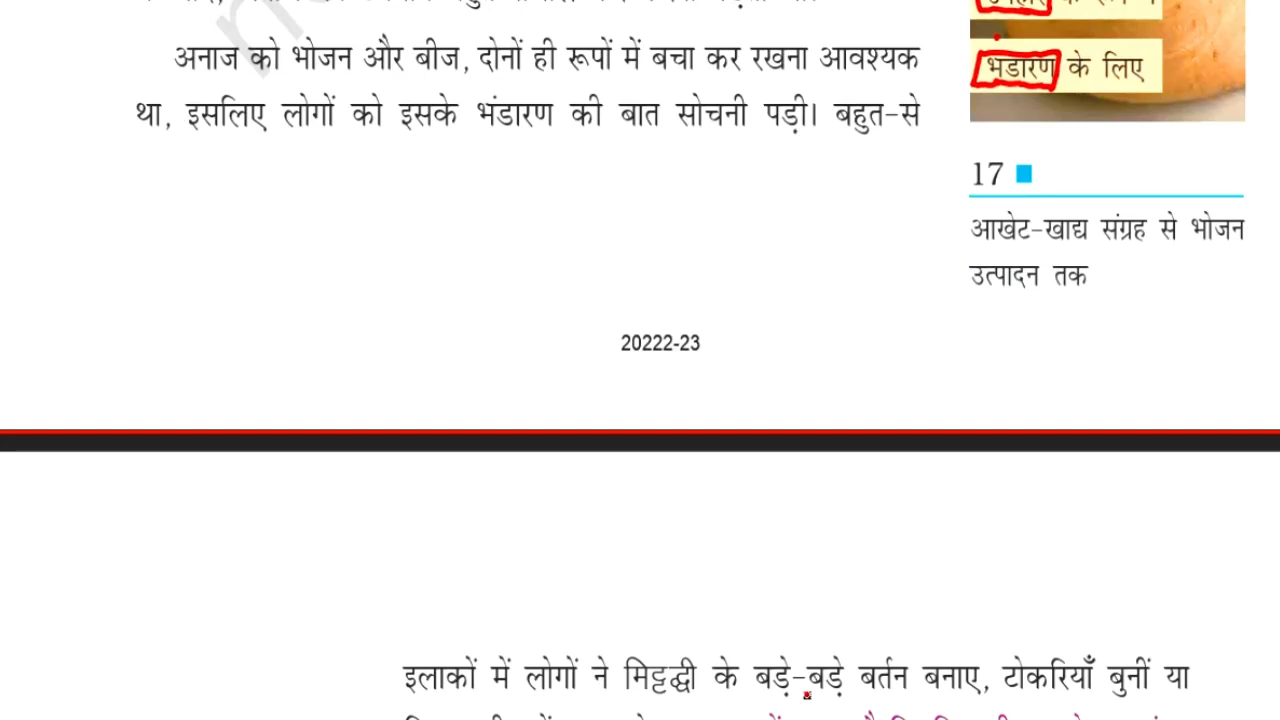 अनाज को भोजन और बीज, दोनों ही रूपों में बचा कर रखना आवश्यक
था, इसलिए लोगों को इसके भंडारण की बात सोचनी पड़ी। बहुत-से
के रूप में
भंडारण के लिए
17
आखेट-खाद्य संग्रह से भोजन
उत्पादन तक
20222-23
इलाकों में लोगों ने मिट्टद्घी के बड़े-बड़े बर्तन बनाए, टोकरियाँ बुनीं या